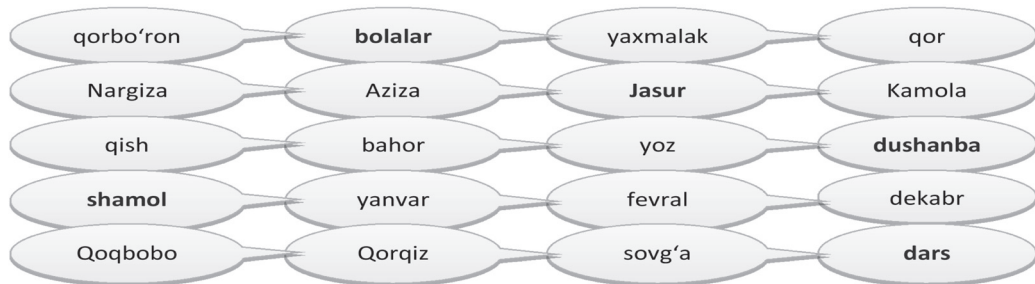 qorbo‘ron bolalar yaxmalak qor
Nargiza Aziza Jasur Kamola
qish bahor yoz dushanba
shamol yanvar fevral dekabr
Qoqbobo Qorqiz sovg‘a dars